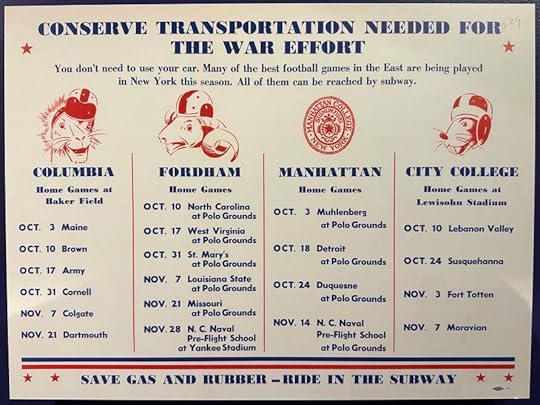 CONSERVE TRANSPORTATION NEEDED FOR
THE WAR EFFORT
You don't need to use your car. Many of the best football games in the East are being played
in New York this season. All of them can be reached by subway.
COLUMBIA
Home Games at
Baker Field
OCT. 3 Maine
OCT. 10 Brown
OCT. 17 Army
OCT. 31 Cornell
NOV. 7 Colgate
NOV. 21 Dartmouth
FORDHAM
Home Games
OCT. 10 North Carolina
at Polo Grounds
OCT. 17 West Virginia
at Polo Grounds
OCT. 31 St. Mary's
at Polo Grounds
NOV. 7 Louisiana State
at Polo Grounds
NOV. 21 Missouri
at Polo Grounds
NOV. 28 N. C. Naval
Pre-Flight School
at Yankee Stadium
MANHATTAN COLLEGE
NEW YORK
MANHATTAN
Home Games
OCT. 3 Muhlenberg
at Polo Grounds
OCT. 18 Detroit
at Polo Grounds
OCT. 24 Duquesne
at Polo Grounds
NOV. 14 N. C. Naval
Pre-Flight School
at Polo Grounds
CITY COLLEGE
Home Games at
Lewisohn Stadium
OCT. 10 Lebanon Valley
OCT. 24 Susquehanna
NOV. 3 Fort Totten
NOV. 7 Moravian
SAVE GAS AND RUBBER – RIDE IN THE SUBWAY